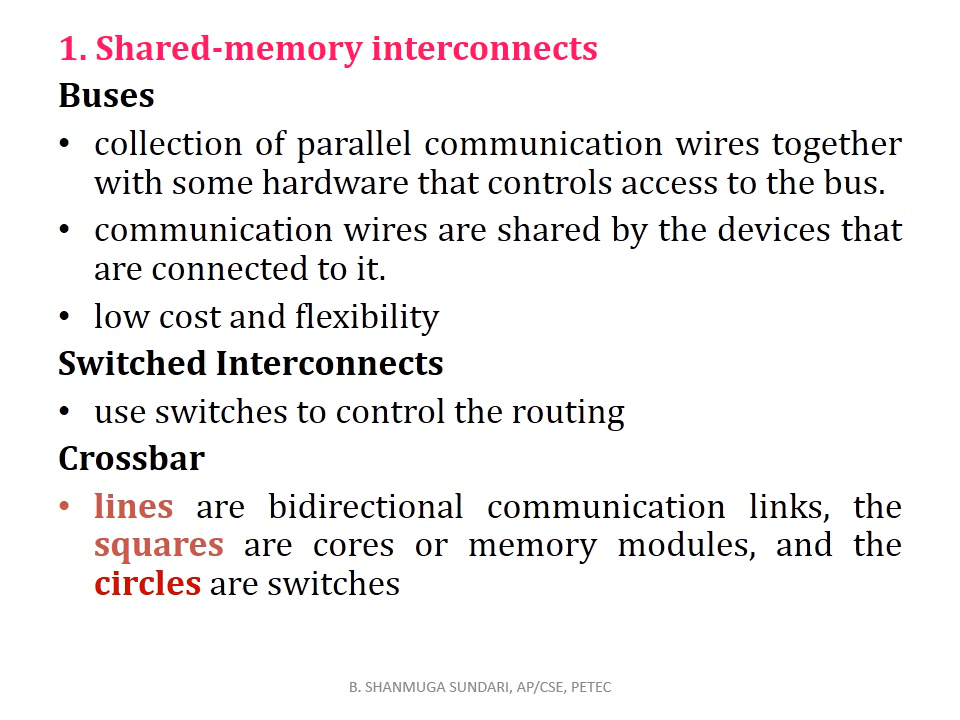 1. Shared-memory interconnects
Buses
• collection of parallel communication wires together
with some hardware that controls access to the bus.
• communication wires are shared by the devices that
are connected to it.
• low cost and flexibility
Switched Interconnects
• use switches to control the routing
Crossbar
• lines are bidirectional communication links, the
squares are cores or memory modules, and the
circles are switches
B. SHANMUGA SUNDARI, AP/CSE, PETEC